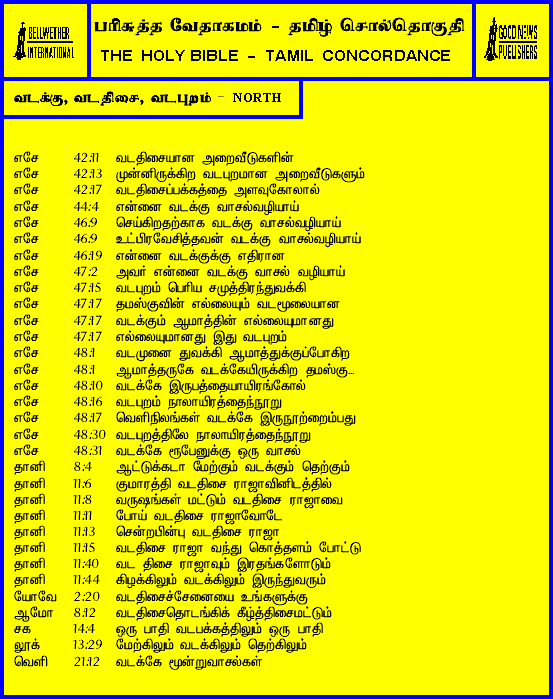 BELLWETHER
INTERNATIONAL
பரிசுத்த வேதாகமம் - தமிழ் சொல்தொகுதி
THE HOLY BIBLE - TAMIL CONCORDANCE
GOOD NEWS
PUBLISHERS
வடக்கு, வடதிசை, வடபுறம் - NORTH
எசே 42:11 வடதிசையான அறைவீடுகளின்
எசே 42:13 முன்னிருக்கிற வடபுறமான அறைவீடுகளும்
எசே 42:17 வடதிசைப்பக்கத்தை அளவுகோலால்
எசே 44:4 என்னை வடக்கு வாசல்வழியாய்
எசே 46:9 செய்கிறதற்காக வடக்கு வாசல்வழியாய்
எசே 46:9 உட்பிரவேசித்தவன் வடக்கு வாசல்வழியாய்
எசே 46:19 என்னை வடக்குக்கு எதிரான
எசே 47:2 அவர் என்னை வடக்கு வாசல் வழியாய்
எசே 47:15 வடபுறம் பெரிய சமுத்திரந்துவக்கி
எசே 47:17 தமஸ்குவின் எல்லையும் வடமூலையான
எசே 47:17 வடக்கும் ஆமாத்தின் எல்லையுமானது
எசே 47:17 எல்லையுமானது இது வடபுறம்
எசே 48:1 வடமுனை துவக்கி ஆமாத்துக்குப்போகிற
எசே 48:1 ஆமாத்தருகே வடக்கேயிருக்கிற தமஸ்கு...
எசே 48:10 வடக்கே இருபத்தையாயிரங்கோல்
எசே 48:16 வடபுறம் நாலாயிரத்தைந்நூறு
எசே 48:17 வெளிநிலங்கள் வடக்கே இருநூற்றைம்பது
எசே 48:30 வடபுறத்திலே நாலாயிரத்தைந்நூறு
எசே 48:31 வடக்கே ரூபேனுக்கு ஒரு வாசல்
தானி 8:4 ஆட்டுக்கடா மேற்கும் வடக்கும் தெற்கும்
தானி 11:6 குமாரத்தி வடதிசை ராஜாவினிடத்தில்
தானி 11:8 வருஷங்கள் மட்டும் வடதிசை ராஜாவை
தானி 11:11 போய் வடதிசை ராஜாவோடே
தானி 11:13 சென்றபின்பு வடதிசை ராஜா
தானி 11:15 வடதிசை ராஜா வந்து கொத்தளம் போட்டு
தானி 11:40 வட திசை ராஜாவும் இரதங்களோடும்
தானி 11:44 கிழக்கிலும் வடக்கிலும் இருந்துவரும்
யோவே 2:20 வடதிசைச்சேனையை உங்களுக்கு
ஆமோ 8:12 வடதிசைதொடங்கிக் கீழ்த்திசைமட்டும்
சக 14:4 ஒரு பாதி வடபக்கத்திலும் ஒரு பாதி
லூக் 13:29 மேற்கிலும் வடக்கிலும் தெற்கிலும்
வெளி 21:12 வடக்கே மூன்றுவாசல்கள்